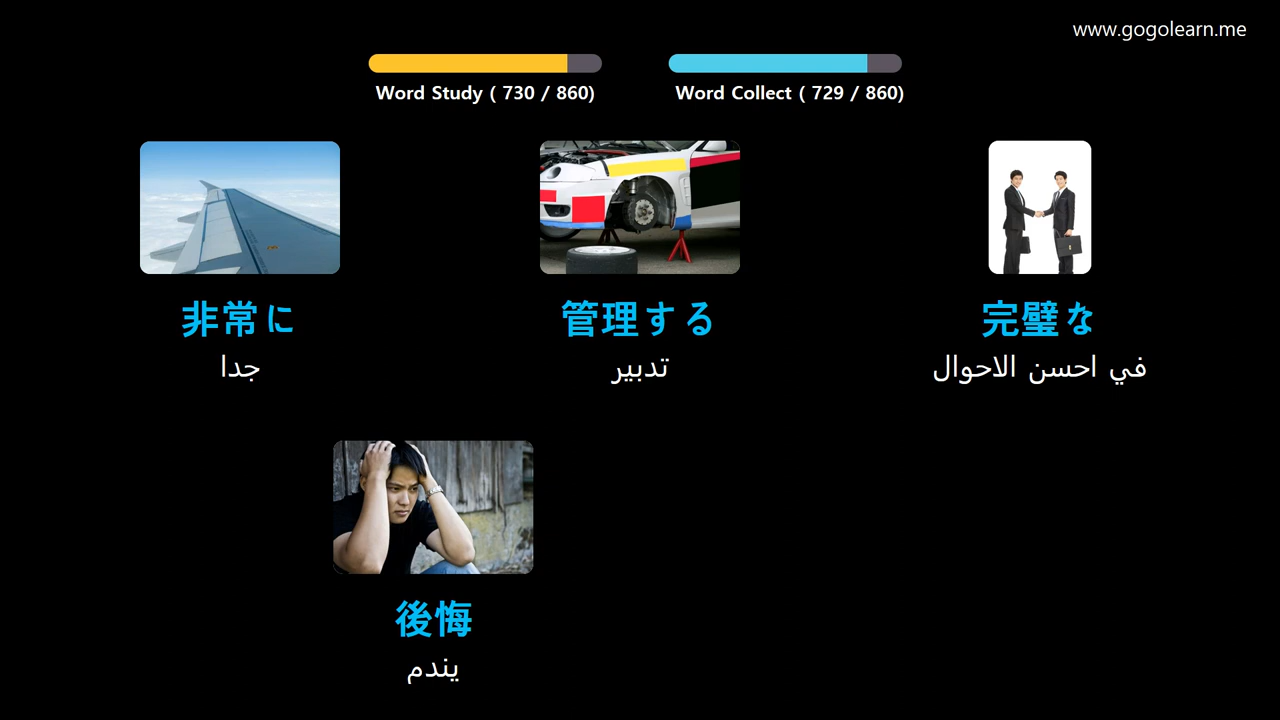 www.gogolearn.me
Word Study ( 730 / 860)
Word Collect ( 729 / 860)
非常に
جدا
管理する
تدبير
完璧な
في احسن الاحوال
後悔
يندم